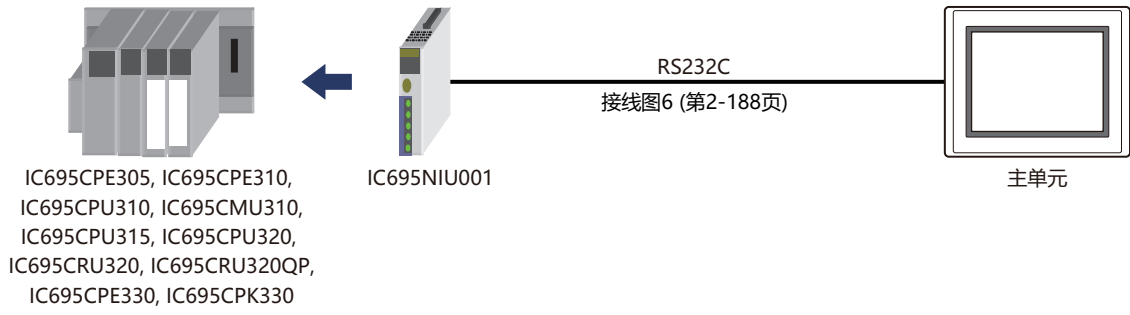 RS232C
接线图6 (第2-188页)
IC695CPE305, IC695CPE310,
IC695CPU310, IC695CMU310,
IC695CPU315, IC695CPU320,
IC695CRU320, IC695CRU320QP,
IC695CPE330, IC695CPK330
IC695NIU001
主单元